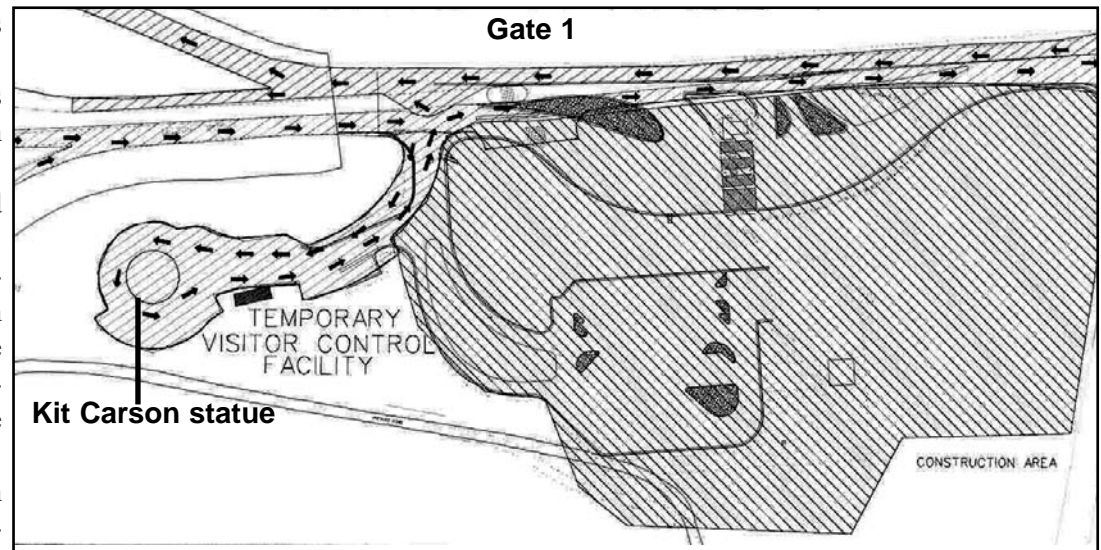 Gate 1
TEMPORARY
VISITOR CONTROL
FACILITY
Kit Carson statue
CONSTRUCTION AREA